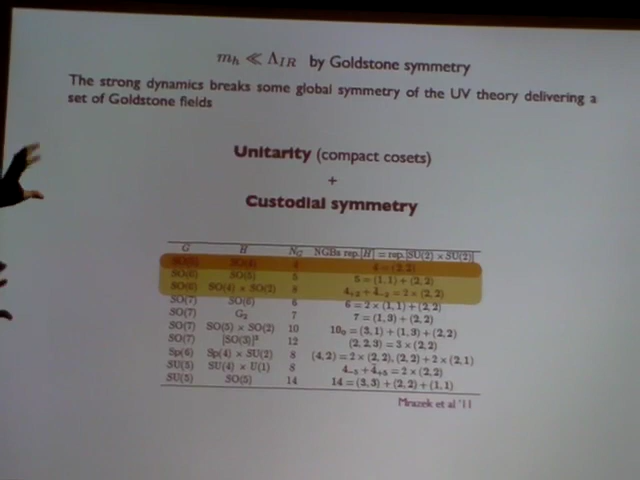 m_h ≪ Λ_IR by Goldstone symmetry
The strong dynamics breaks some global symmetry of the UV theory delivering a
set of Goldstone fields
Unitarity (compact cosets)
+
Custodial symmetry
G H N_G NGBs rep.[H] = rep.[SU(2) × SU(2)]
SO(5) SO(4) 4 4 = (2,2)
SO(6) SO(5) 5 5 = (1,1) + (2,2)
SO(6) SO(4) × SO(2) 8 4₊₂ + 4̄₋₂ = 2 × (2,2)
SO(7) SO(6) 6 6 = 2 × (1,1) + (2,2)
SO(7) G₂ 7 7 = (1,3) + (2,2)
SO(7) SO(5) × SO(2) 10 10₀ = (3,1) + (1,3) + (2,2)
SO(7) [SO(3)]³ 12 (2,2,3) = 3 × (2,2)
Sp(6) Sp(4) × SU(2) 8 (4,2) = 2 × (2,2), (2,2) + 2 × (2,1)
SU(5) SU(4) × U(1) 8 4₋₅ + 4̄₊₅ = 2 × (2,2)
SU(5) SO(5) 14 14 = (3,3) + (2,2) + (1,1)
Mrazek et al '11